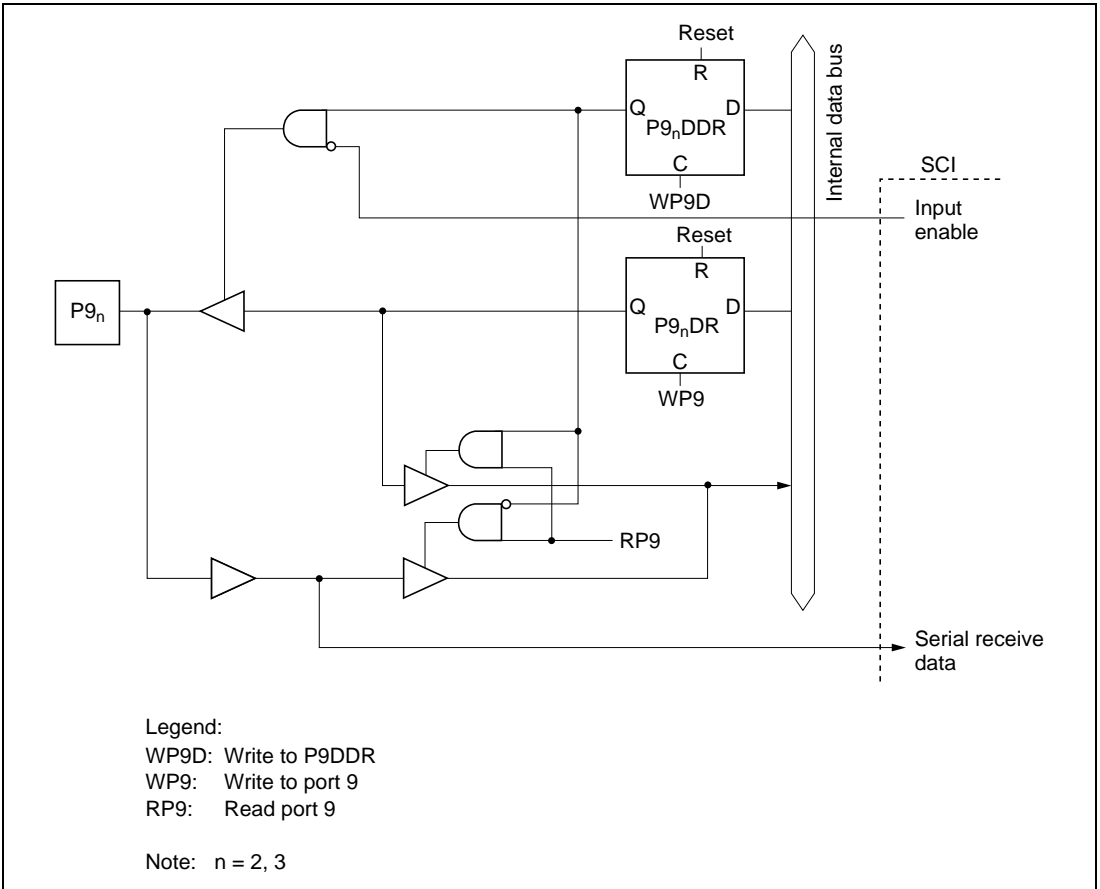 Reset
R
Q
D
P9nDDR
C
WP9D
Internal data bus
SCI
Input
enable
Reset
R
Q
D
P9nDR
C
WP9
P9n
RP9
Serial receive
data
Legend:
WP9D: Write to P9DDR
WP9: Write to port 9
RP9: Read port 9
Note: n = 2, 3